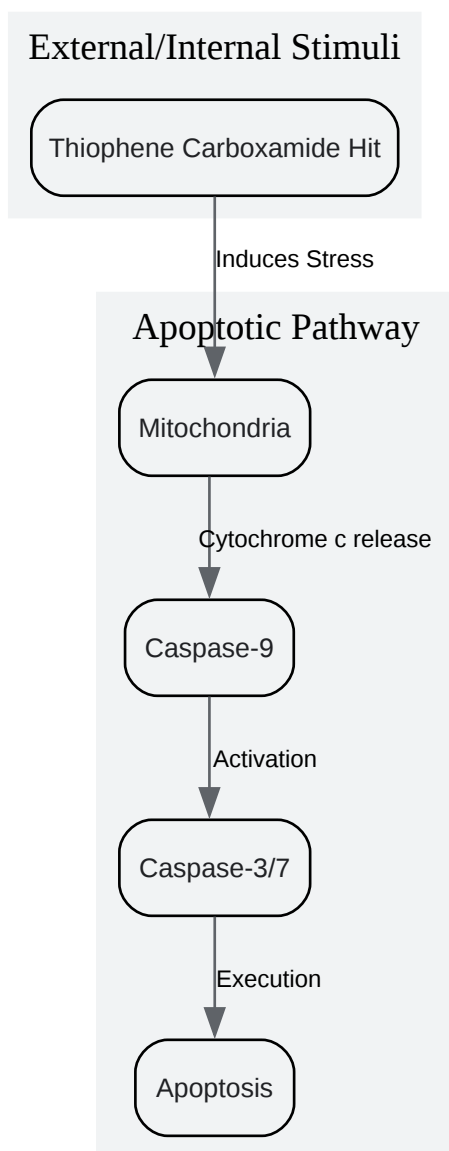 External/Internal Stimuli
Thiophene Carboxamide Hit
Induces Stress
Apoptotic Pathway
Mitochondria
Cytochrome c release
Caspase-9
Activation
Caspase-3/7
Execution
Apoptosis